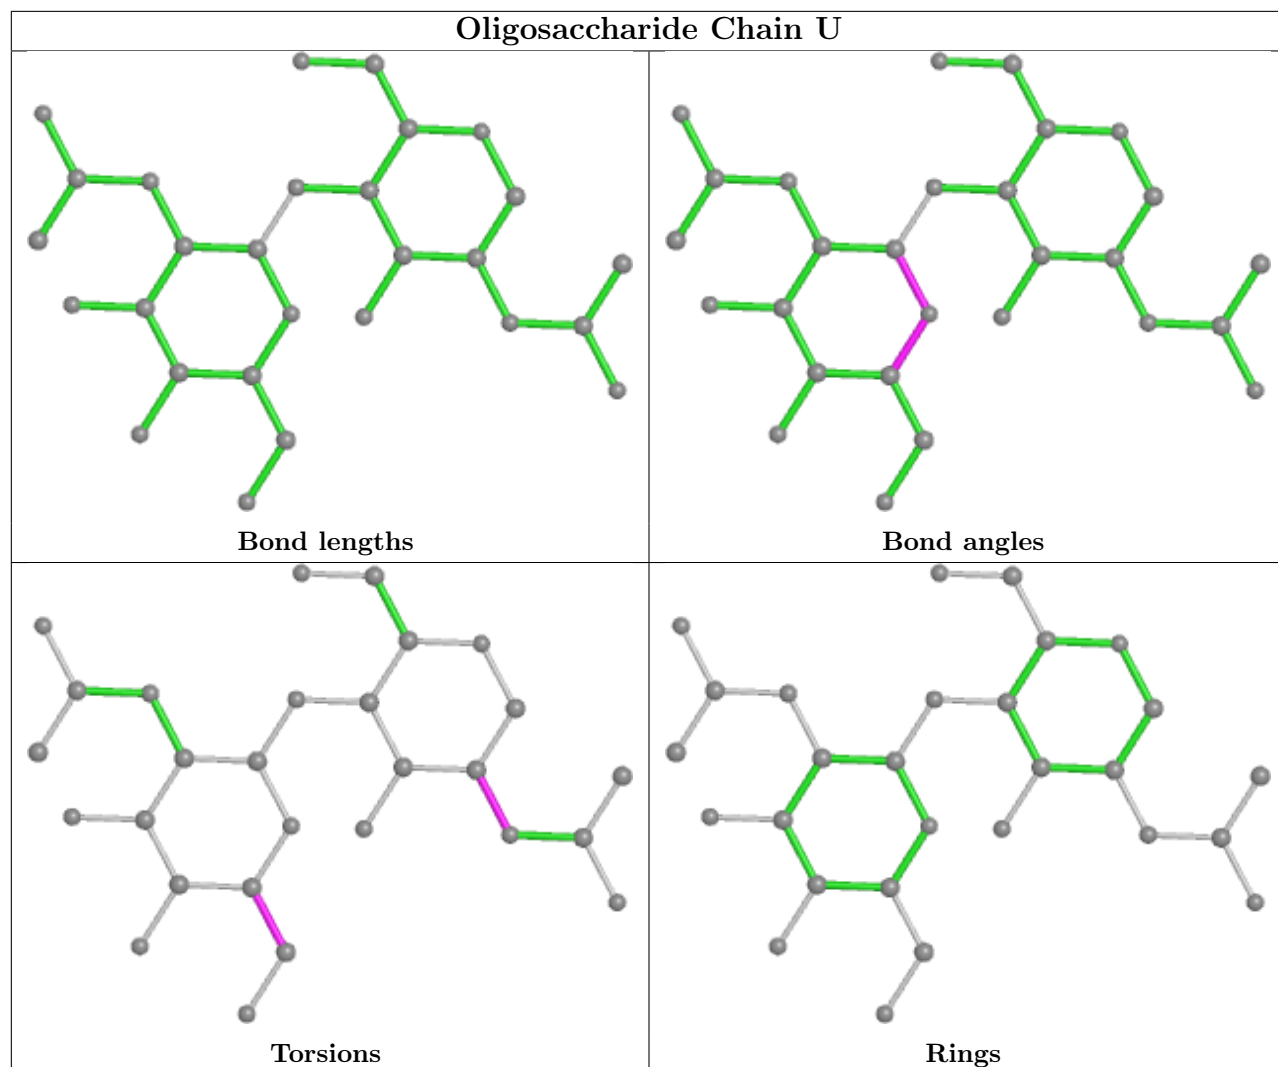 Oligosaccharide Chain U
Bond lengths
Bond angles
Torsions
Rings